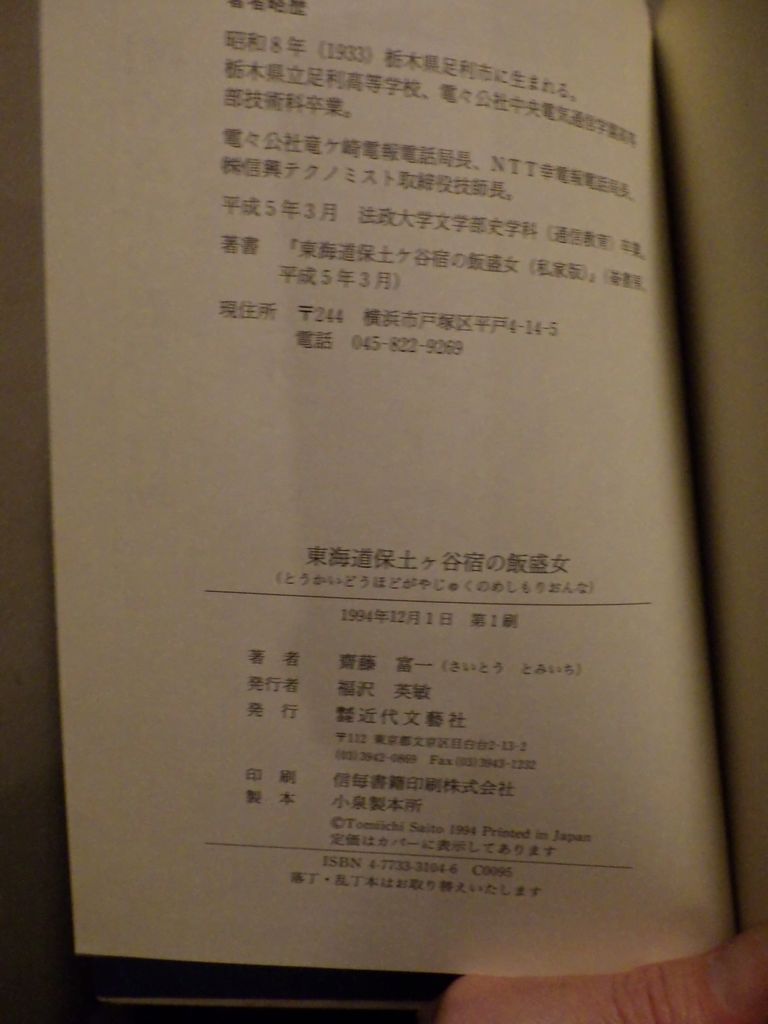 著者略歴
昭和8年（1933）栃木県足利市に生まれる。
栃木県立足利高等学校、電々公社中央電気通信学園高等
部技術科卒業。
電々公社竜ケ崎電報電話局長、NTT幸電報電話局長、
㈱信興テクノミスト取締役技師長。
平成5年3月　法政大学文学部史学科（通信教育）卒業。
著書　『東海道保土ケ谷宿の飯盛女（私家版）』（
平成5年3月）
現住所　〒244　横浜市戸塚区平戸4-14-5
電話　045-822-9269
東海道保土ヶ谷宿の飯盛女
（とうかいどうほどがやじゅくのめしもりおんな）
1994年12月1日　第1刷
著　者　齋藤　富一（さいとう　とみいち）
発行者　福沢　英敏
発　行　株式会社近代文藝社
〒112　東京都文京区目白台2-13-2
(03)3942-0869　Fax(03)3943-1232
印　刷　信毎書籍印刷株式会社
製　本　小泉製本所
©Tomiichi Saito 1994 Printed in Japan
定価はカバーに表示してあります
ISBN 4-7733-3104-6　C0095
落丁・乱丁本はお取り替えいたします